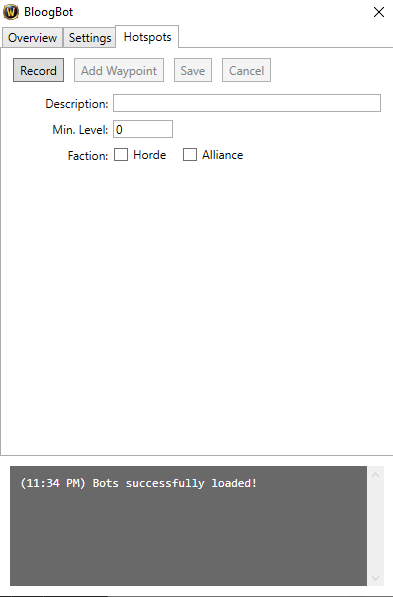 BloogBot
Overview Settings Hotspots
Record Add Waypoint Save Cancel
Description:
Min. Level: 0
Faction: Horde Alliance
(11:34 PM) Bots successfully loaded!